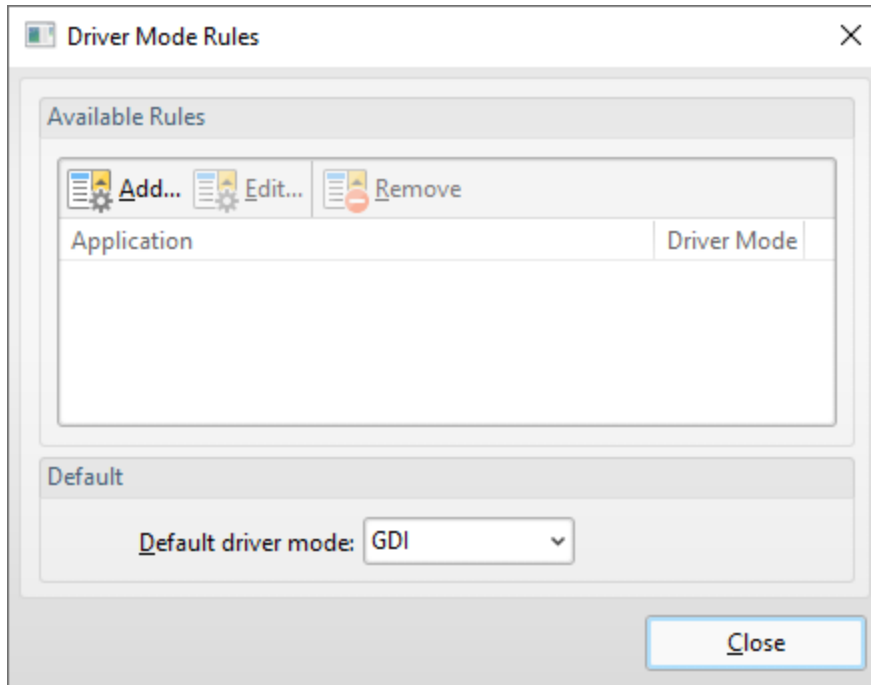 Driver Mode Rules
Available Rules
Add... Edit... Remove
Application Driver Mode
Default
Default driver mode: GDI
Close